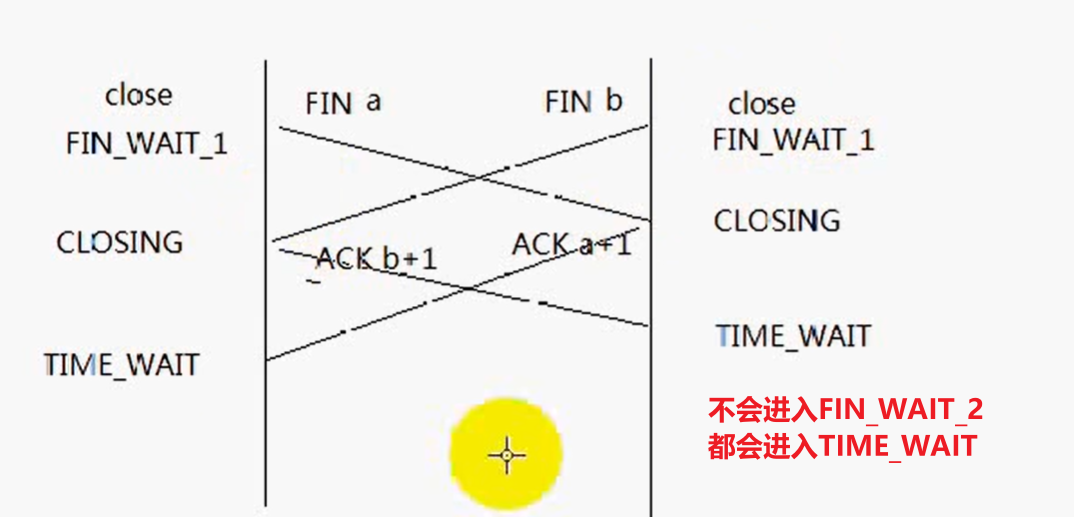 close
FIN a
FIN b
close
FIN_WAIT_1
FIN_WAIT_1
CLOSING
CLOSING
ACK b+1
ACK a+1
TIME_WAIT
TIME_WAIT
不会进入FIN_WAIT_2
都会进入TIME_WAIT